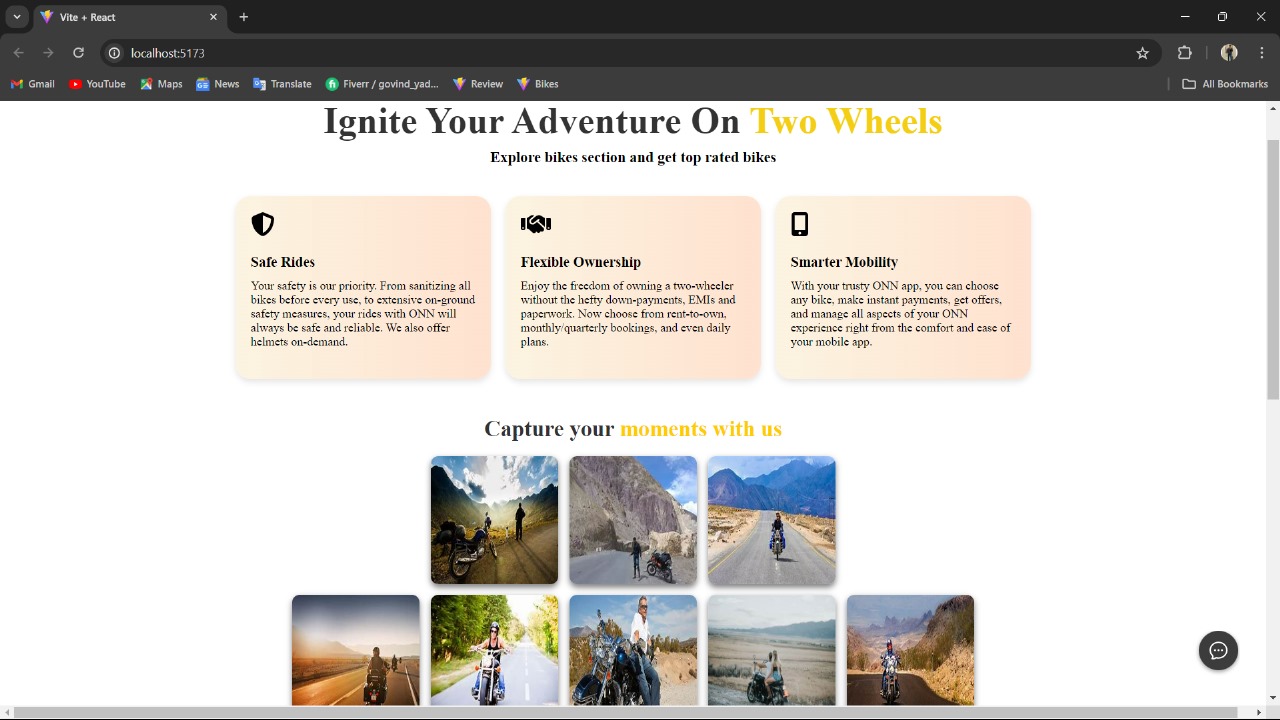 Vite + React
localhost:5173
Gmail YouTube Maps News Translate Fiverr / govind_yad... Review Bikes All Bookmarks
Ignite Your Adventure On Two Wheels
Explore bikes section and get top rated bikes
Safe Rides
Your safety is our priority. From sanitizing all
bikes before every use, to extensive on-ground
safety measures, your rides with ONN will
always be safe and reliable. We also offer
helmets on-demand.
Flexible Ownership
Enjoy the freedom of owning a two-wheeler
without the hefty down-payments, EMIs and
paperwork. Now choose from rent-to-own,
monthly/quarterly bookings, and even daily
plans.
Smarter Mobility
With your trusty ONN app, you can choose
any bike, make instant payments, get offers,
and manage all aspects of your ONN
experience right from the comfort and ease of
your mobile app.
Capture your moments with us